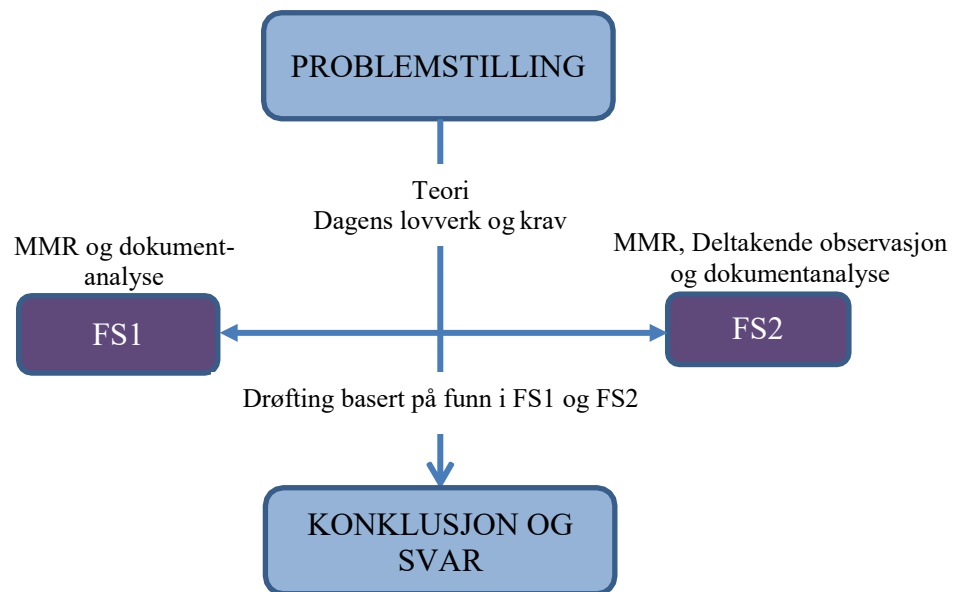 PROBLEMSTILLING
Teori
Dagens lovverk og krav
MMR og dokument-
analyse
MMR, Deltakende observasjon
og dokumentanalyse
FS1
FS2
Drøfting basert på funn i FS1 og FS2
KONKLUSJON OG
SVAR